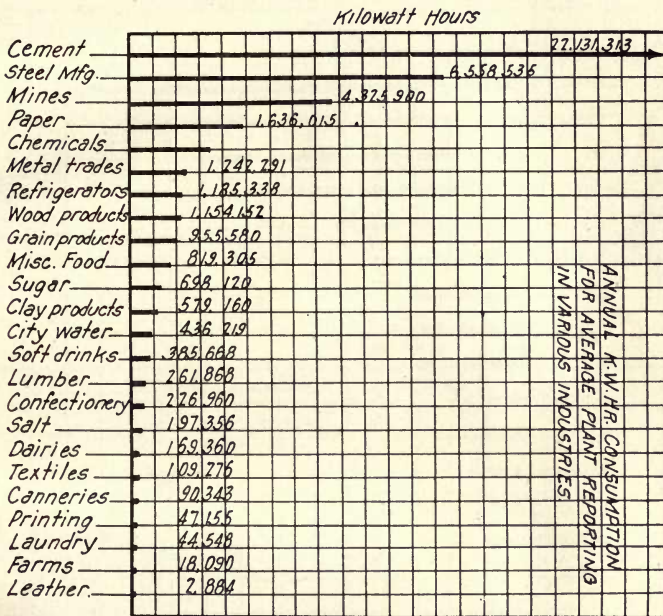 Kilowatt Hours
Cement 22,131,313
Steel Mfg. 6,558,535
Mines 4,325,900
Paper 1,636,015
Chemicals
Metal trades 1,242,291
Refrigerators 1,185,338
Wood products 1,154,152
Grain products 955,580
Misc. Food 819,305
Sugar 698,120
Clay products 579,160
City water 436,219
Soft drinks 385,668
Lumber 261,868
Confectionery 226,960
Salt 197,356
Dairies 169,360
Textiles 109,276
Canneries 90,343
Printing 47,155
Laundry 44,548
Farms 18,090
Leather 2,884
ANNUAL K.W.HR. CONSUMPTION
FOR AVERAGE PLANT REPORTING
IN VARIOUS INDUSTRIES